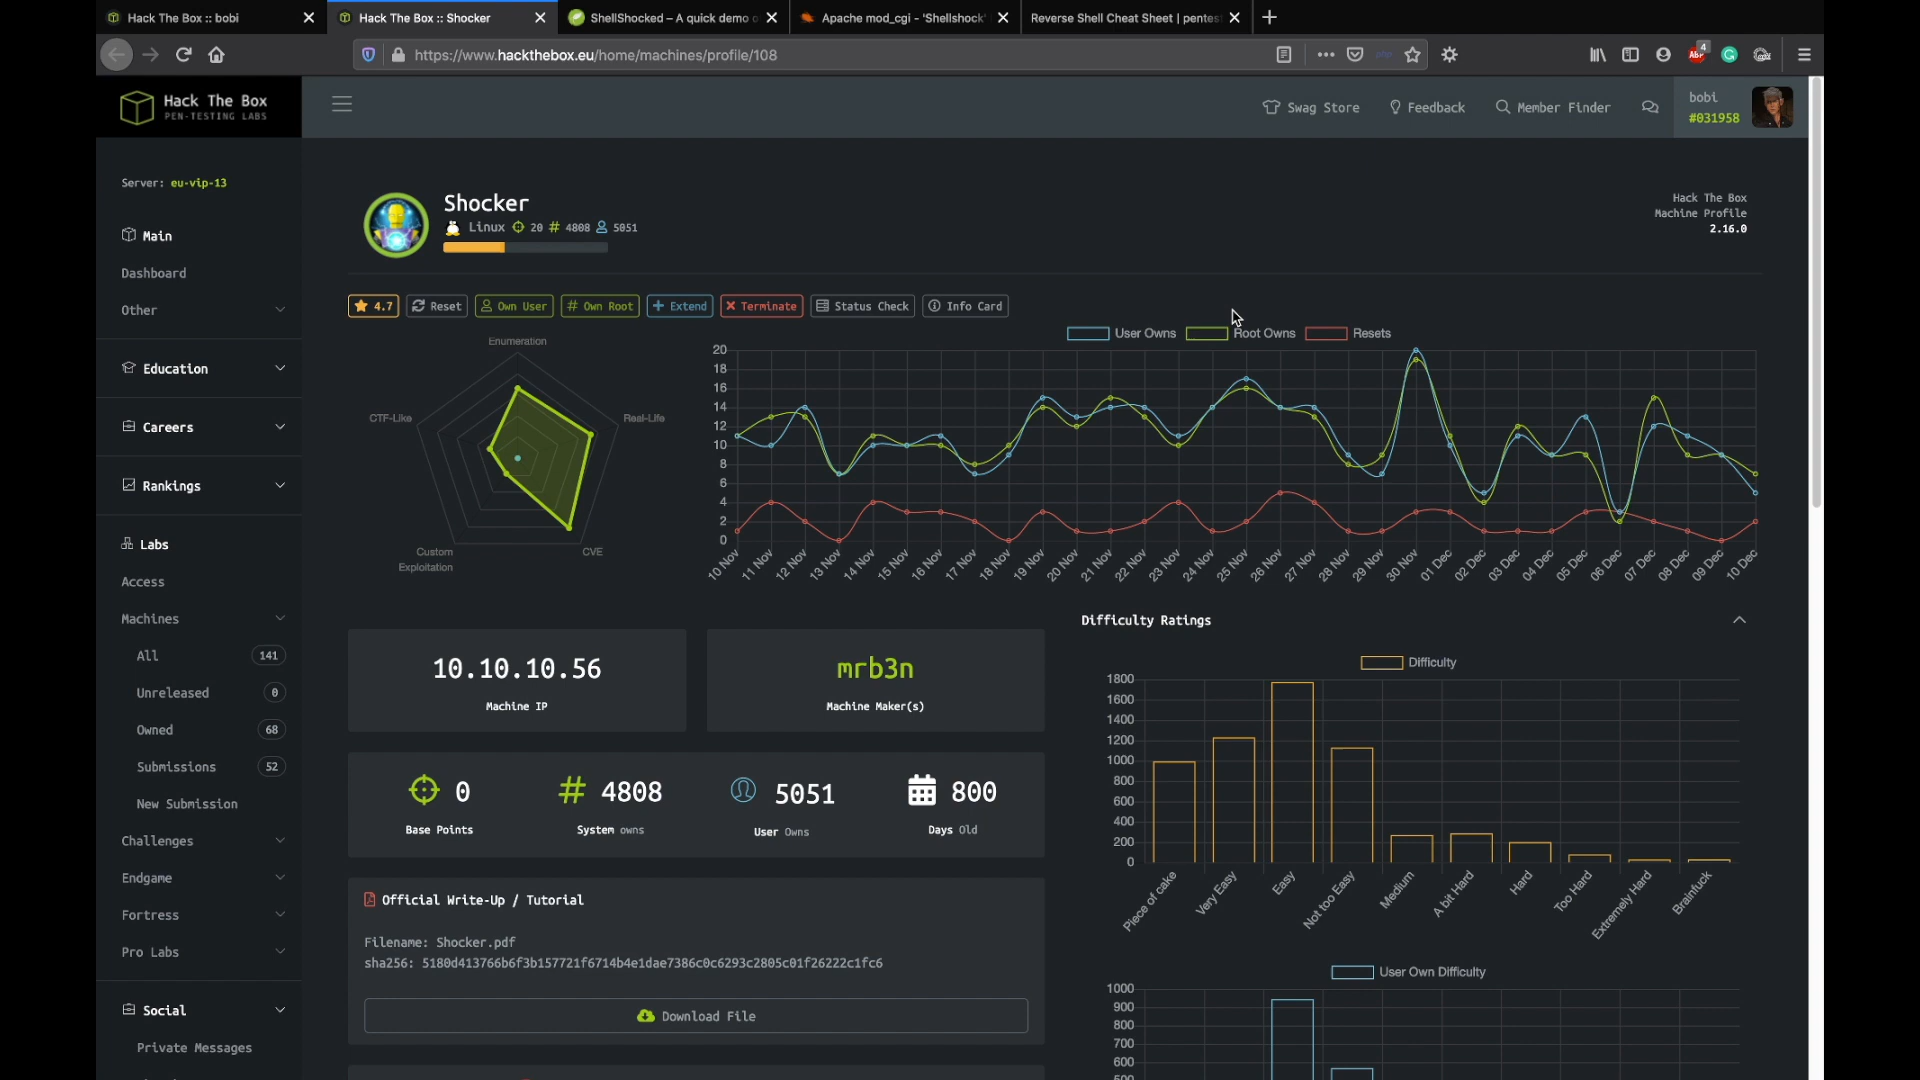 Hack The Box :: bobi
Hack The Box :: Shocker
ShellShocked – A quick demo o
Apache mod_cgi - 'Shellshock'
Reverse Shell Cheat Sheet | pentes
https://www.hackthebox.eu/home/machines/profile/108
ABP
4
Hack The Box
PEN-TESTING LABS
Swag Store
Feedback
Member Finder
bobi
#031958
Server: eu-vip-13
Main
Dashboard
Other
Education
Careers
Rankings
Labs
Access
Machines
All 141
Unreleased 0
Owned 68
Submissions 52
New Submission
Challenges
Endgame
Fortress
Pro Labs
Social
Private Messages
Shocker
Linux 20 # 4808 5051
Hack The Box
Machine Profile
2.16.0
4.7
Reset
Own User
# Own Root
+ Extend
Terminate
Status Check
Info Card
Enumeration
Real-Life
CVE
Custom
Exploitation
CTF-Like
User Owns Root Owns Resets
20
18
16
14
12
10
8
6
4
2
0
10 Nov 11 Nov 12 Nov 13 Nov 14 Nov 15 Nov 16 Nov 17 Nov 18 Nov 19 Nov 20 Nov 21 Nov 22 Nov 23 Nov 24 Nov 25 Nov 26 Nov 27 Nov 28 Nov 29 Nov 30 Nov 01 Dec 02 Dec 03 Dec 04 Dec 05 Dec 06 Dec 07 Dec 08 Dec 09 Dec 10 Dec
10.10.10.56
Machine IP
mrb3n
Machine Maker(s)
0
Base Points
# 4808
System owns
5051
User Owns
800
Days Old
Official Write-Up / Tutorial
Filename: Shocker.pdf
sha256: 5180d413766b6f3b157721f6714b4e1dae7386c0c6293c2805c01f26222c1fc6
Download File
Difficulty Ratings
Difficulty
1800
1600
1400
1200
1000
800
600
400
200
0
Piece of cake Very Easy Easy Not too Easy Medium A bit Hard Hard Too Hard Extremely Hard Brainfuck
User Own Difficulty
1000
900
800
700
600
500